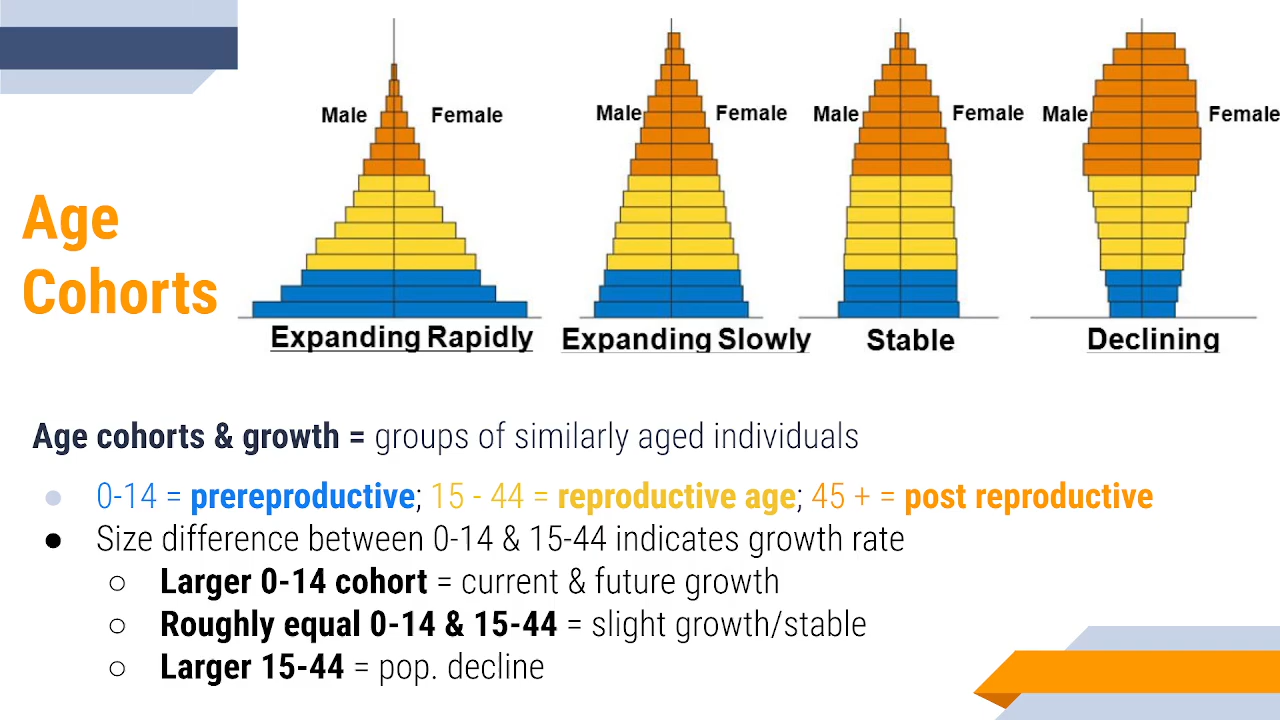 Male
Female
Male
Female
Male
Female
Male
Female
Age
Cohorts
Expanding Rapidly
Expanding Slowly
Stable
Declining
Age cohorts & growth = groups of similarly aged individuals
● 0-14 = prereproductive; 15 - 44 = reproductive age; 45 + = post reproductive
● Size difference between 0-14 & 15-44 indicates growth rate
○ Larger 0-14 cohort = current & future growth
○ Roughly equal 0-14 & 15-44 = slight growth/stable
○ Larger 15-44 = pop. decline